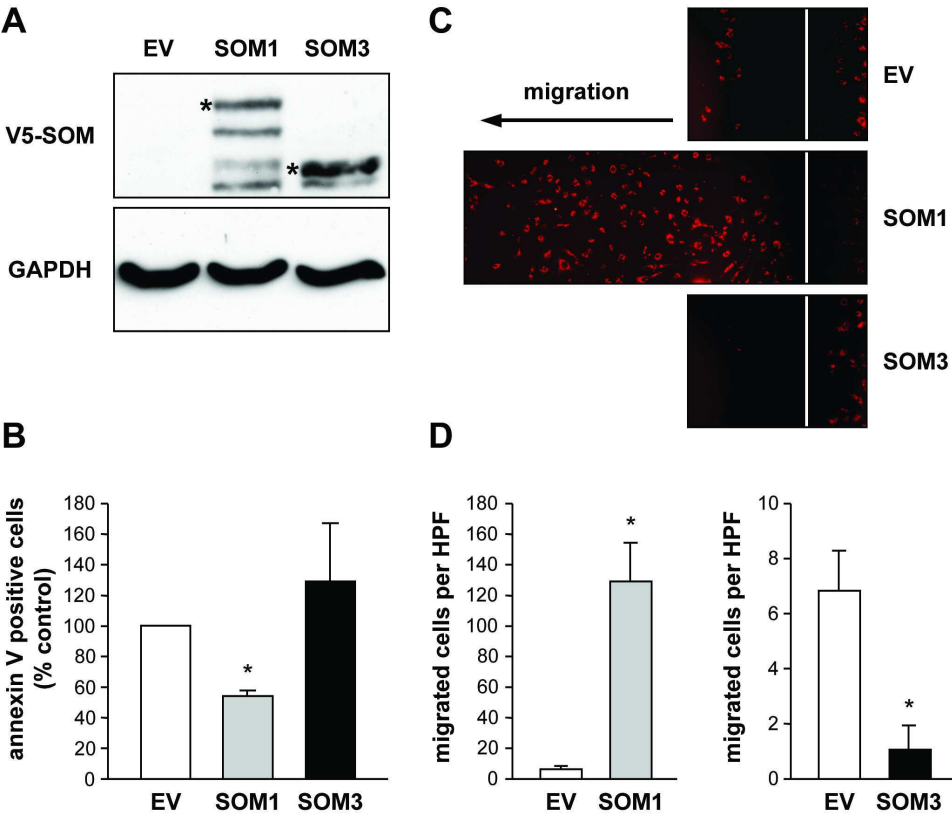 A
EV SOM1 SOM3
V5-SOM
*
*
GAPDH
C
migration
EV
SOM1
SOM3
B
annexin V positive cells
(% control)
180
160
140
120
100
80
60
40
20
0
*
EV SOM1 SOM3
D
migrated cells per HPF
180
160
140
120
100
80
60
40
20
0
*
EV SOM1
migrated cells per HPF
10
8
6
4
2
0
*
EV SOM3